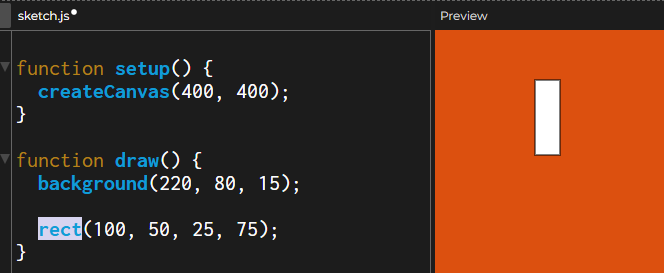 sketch.js
Preview
function setup() {
createCanvas(400, 400);
}
function draw() {
background(220, 80, 15);
rect(100, 50, 25, 75);
}